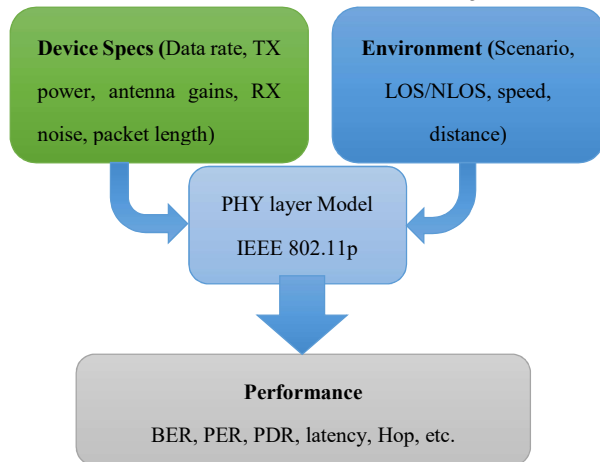 Device Specs (Data rate, TX
power, antenna gains, RX
noise, packet length)
Environment (Scenario,
LOS/NLOS, speed,
distance)
PHY layer Model
IEEE 802.11p
Performance
BER, PER, PDR, latency, Hop, etc.